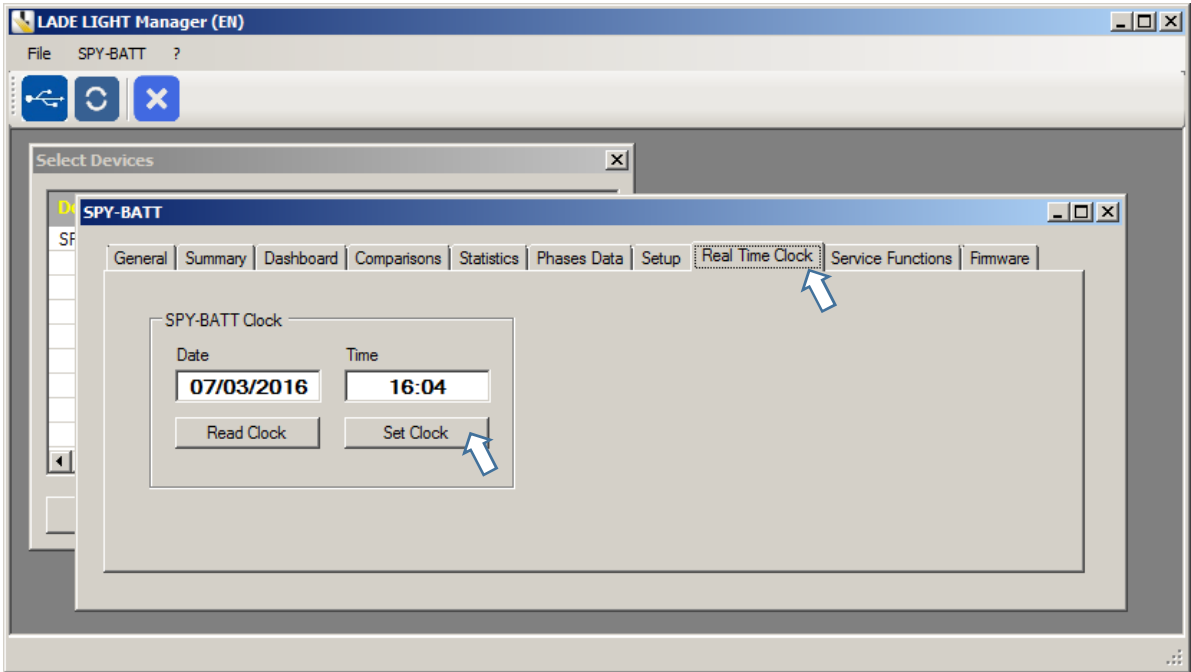 LADE LIGHT Manager (EN)
File SPY-BATT ?
Select Devices
SPY-BATT
General Summary Dashboard Comparisons Statistics Phases Data Setup Real Time Clock Service Functions Firmware
SPY-BATT Clock
Date Time
07/03/2016 16:04
Read Clock Set Clock